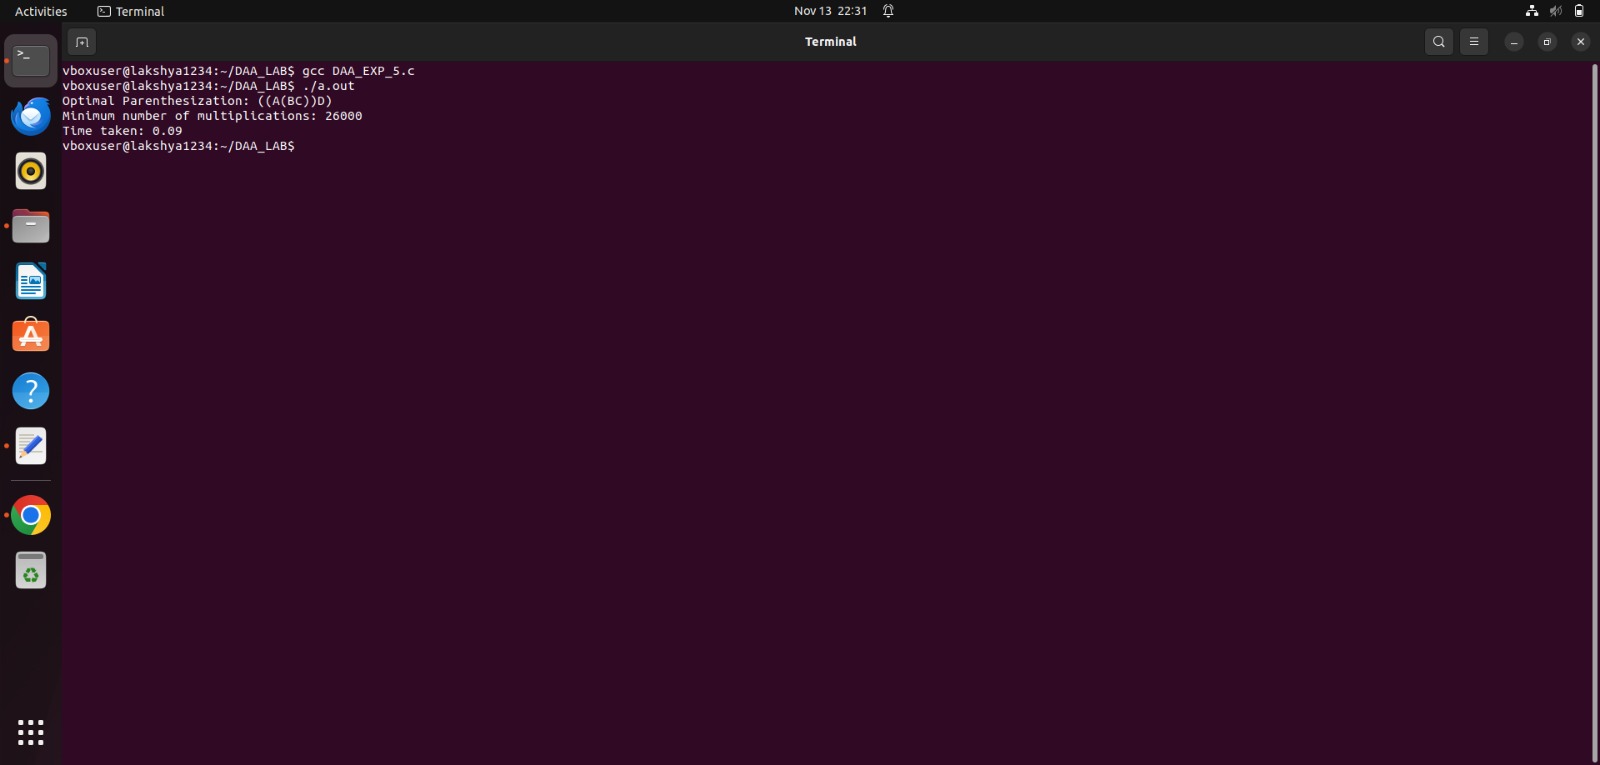 Activities
Terminal
Nov 13 22:31
Terminal
vboxuser@lakshya1234:~/DAA_LAB$ gcc DAA_EXP_5.c
vboxuser@lakshya1234:~/DAA_LAB$ ./a.out
Optimal Parenthesization: ((A(BC))D)
Minimum number of multiplications: 26000
Time taken: 0.09
vboxuser@lakshya1234:~/DAA_LAB$